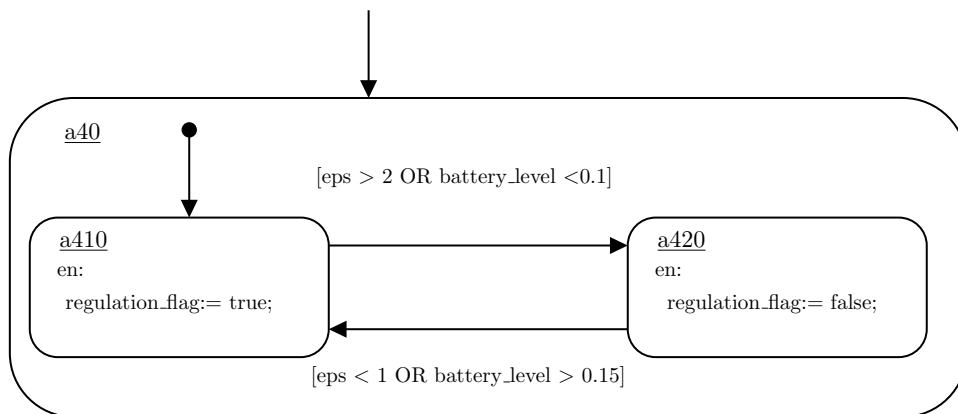 a40
[eps > 2 OR battery_level <0.1]
a410
en:
regulation_flag:= true;
a420
en:
regulation_flag:= false;
[eps < 1 OR battery_level > 0.15]